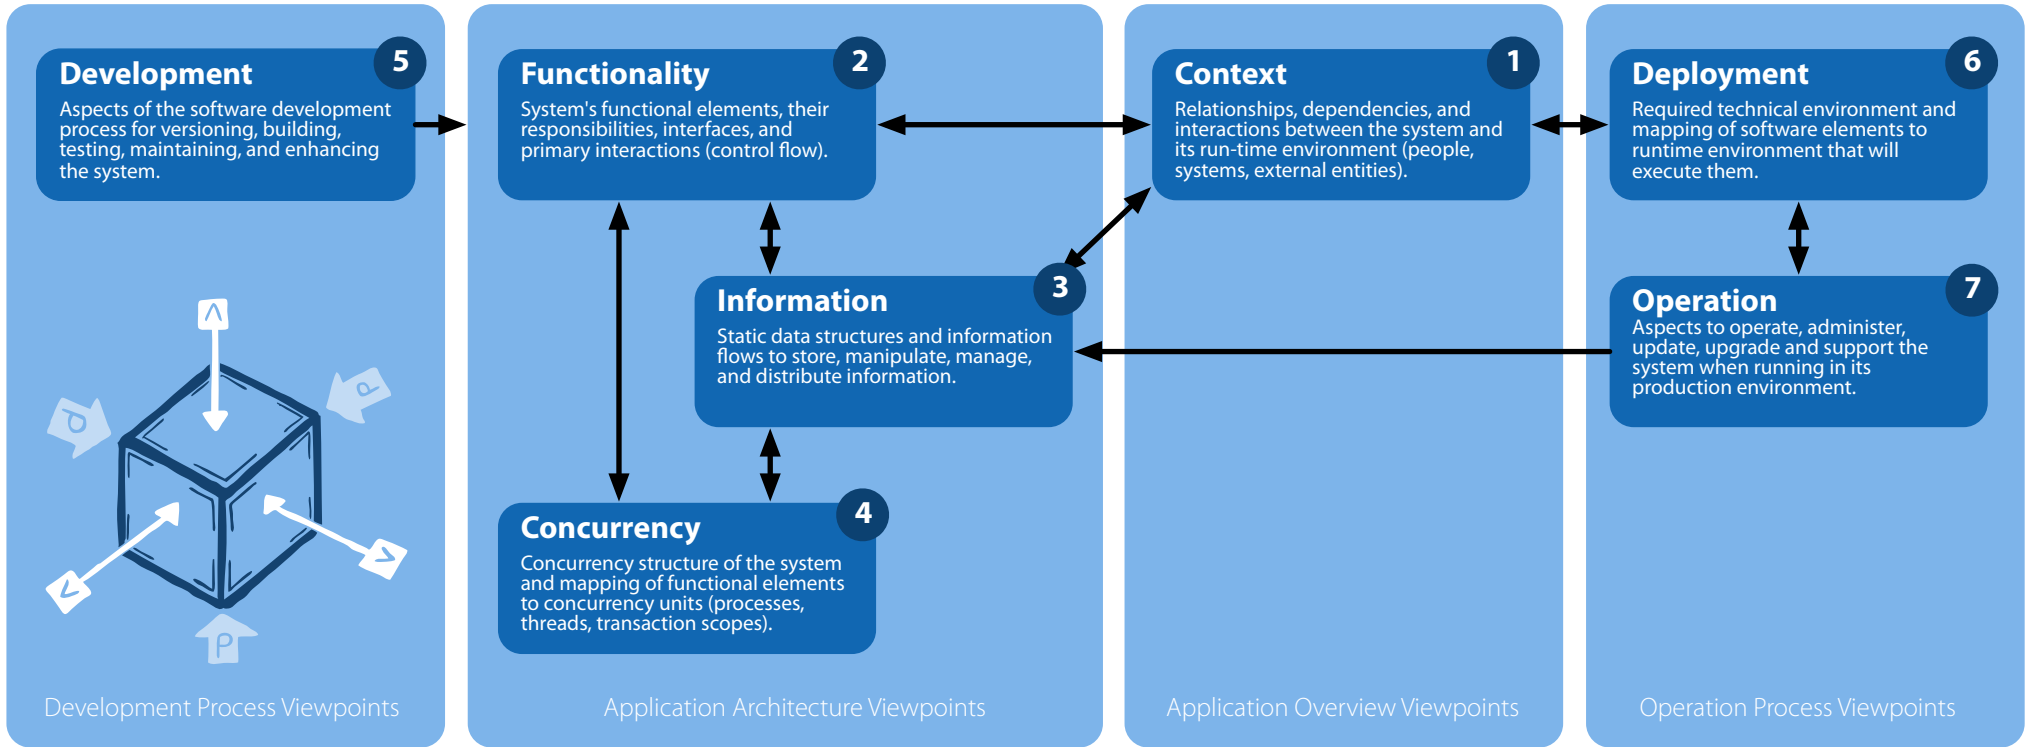 Development
5
Aspects of the software development
process for versioning, building,
testing, maintaining, and enhancing
the system.
Functionality
2
System's functional elements, their
responsibilities, interfaces, and
primary interactions (control flow).
Context
1
Relationships, dependencies, and
interactions between the system and
its run-time environment (people,
systems, external entities).
Deployment
6
Required technical environment and
mapping of software elements to
runtime environment that will
execute them.
Information
3
Static data structures and information
flows to store, manipulate, manage,
and distribute information.
Operation
7
Aspects to operate, administer,
update, upgrade and support the
system when running in its
production environment.
Concurrency
4
Concurrency structure of the system
and mapping of functional elements
to concurrency units (processes,
threads, transaction scopes).
V
P
P
V
V
P
Development Process Viewpoints
Application Architecture Viewpoints
Application Overview Viewpoints
Operation Process Viewpoints